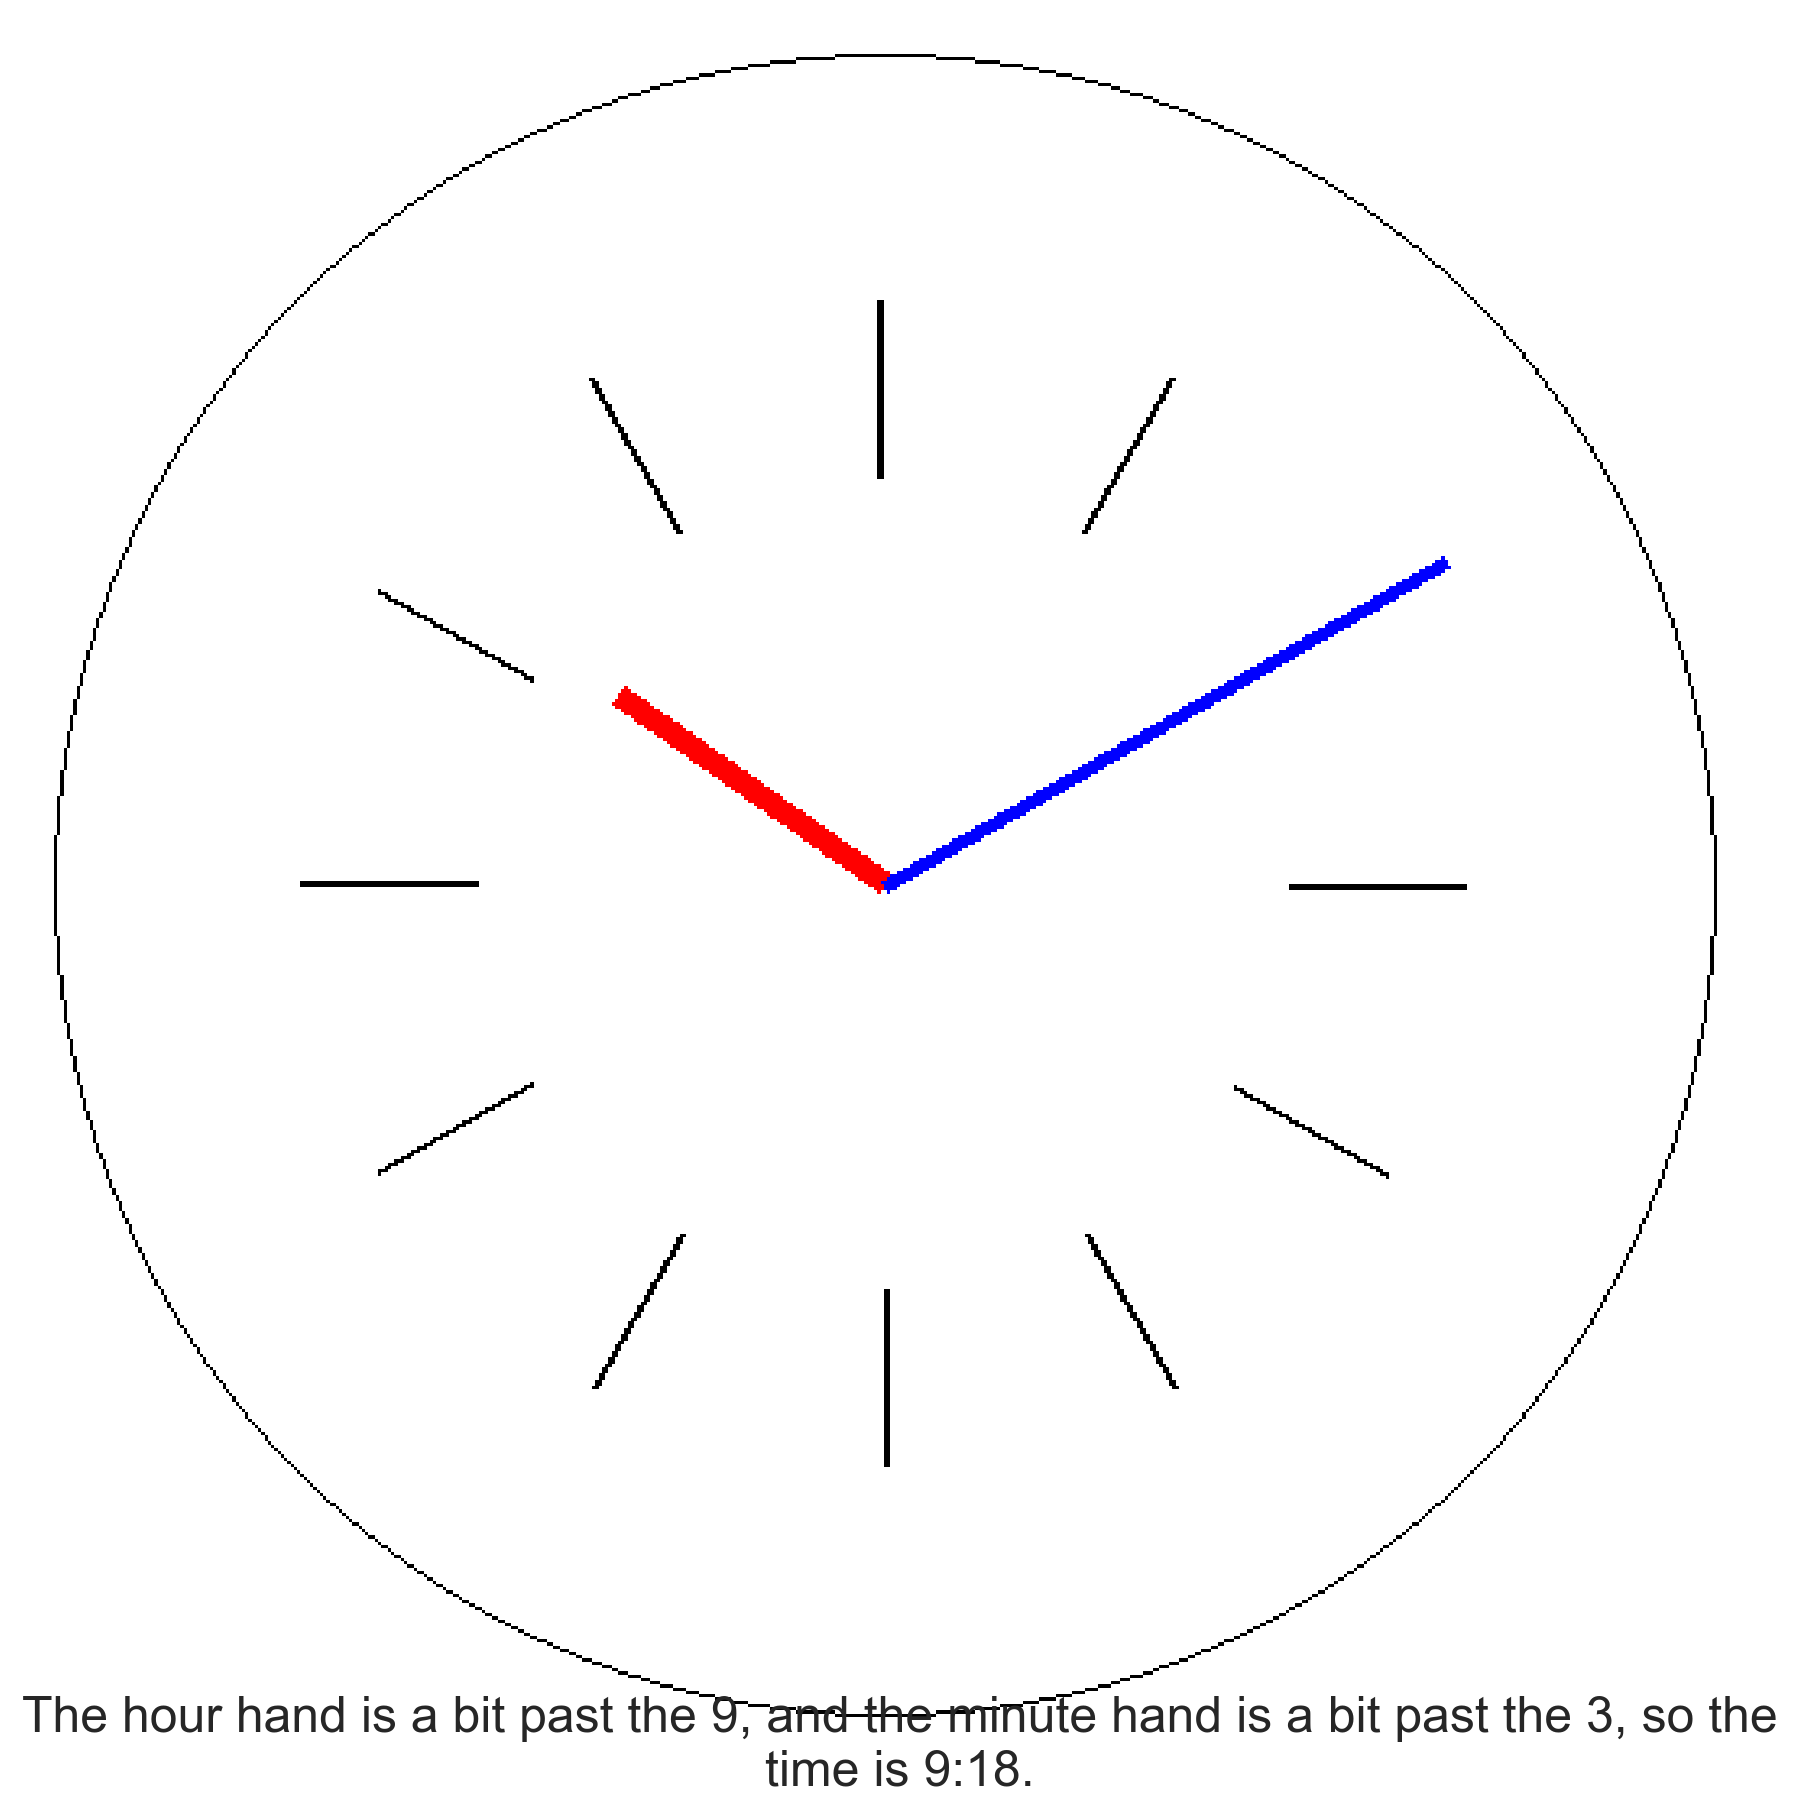 The hour hand is a bit past the 9, and the minute hand is a bit past the 3, so the
time is 9:18.